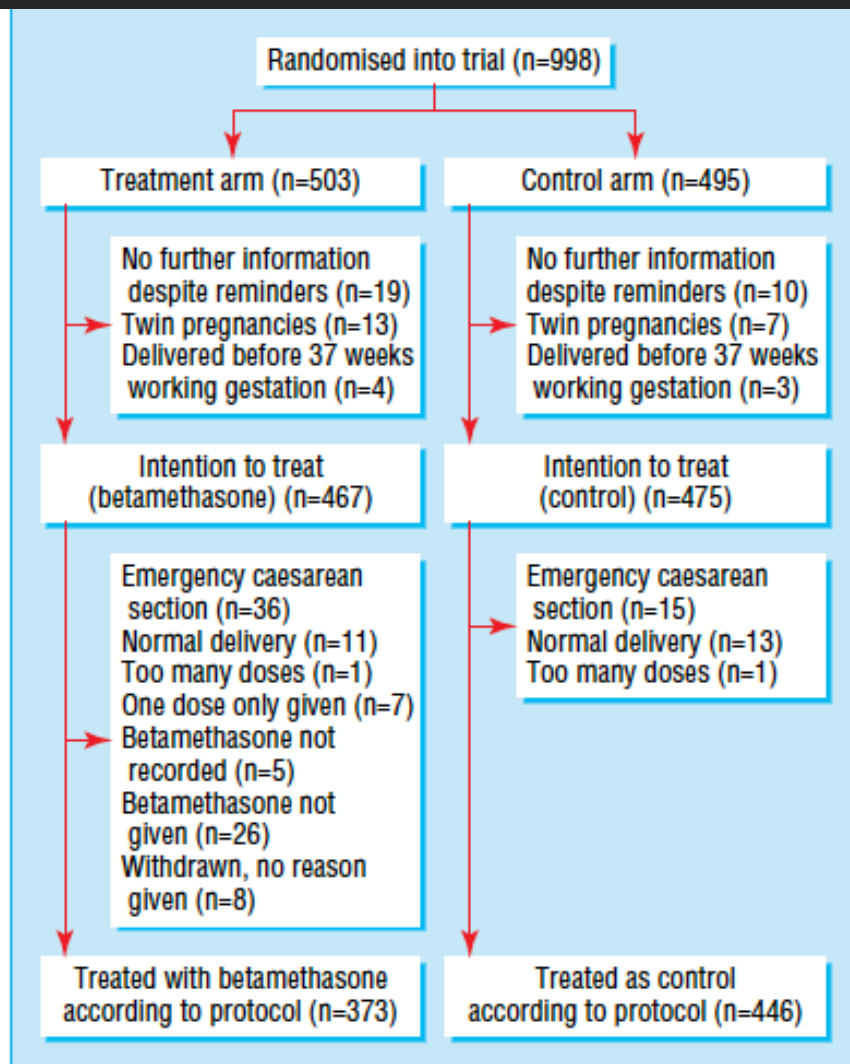 Randomised into trial (n=998)
Treatment arm (n=503)
Control arm (n=495)
No further information
despite reminders (n=19)
Twin pregnancies (n=13)
Delivered before 37 weeks
working gestation (n=4)
No further information
despite reminders (n=10)
Twin pregnancies (n=7)
Delivered before 37 weeks
working gestation (n=3)
Intention to treat
(betamethasone) (n=467)
Intention to treat
(control) (n=475)
Emergency caesarean
section (n=36)
Normal delivery (n=11)
Too many doses (n=1)
One dose only given (n=7)
Betamethasone not
recorded (n=5)
Betamethasone not
given (n=26)
Withdrawn, no reason
given (n=8)
Emergency caesarean
section (n=15)
Normal delivery (n=13)
Too many doses (n=1)
Treated with betamethasone
according to protocol (n=373)
Treated as control
according to protocol (n=446)